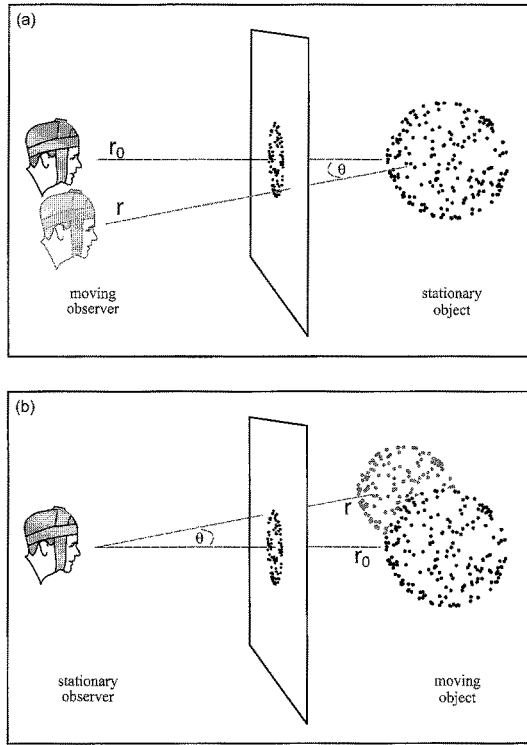 (a)
r₀
θ
r
moving
observer
stationary
object
(b)
r
θ
r₀
stationary
observer
moving
object